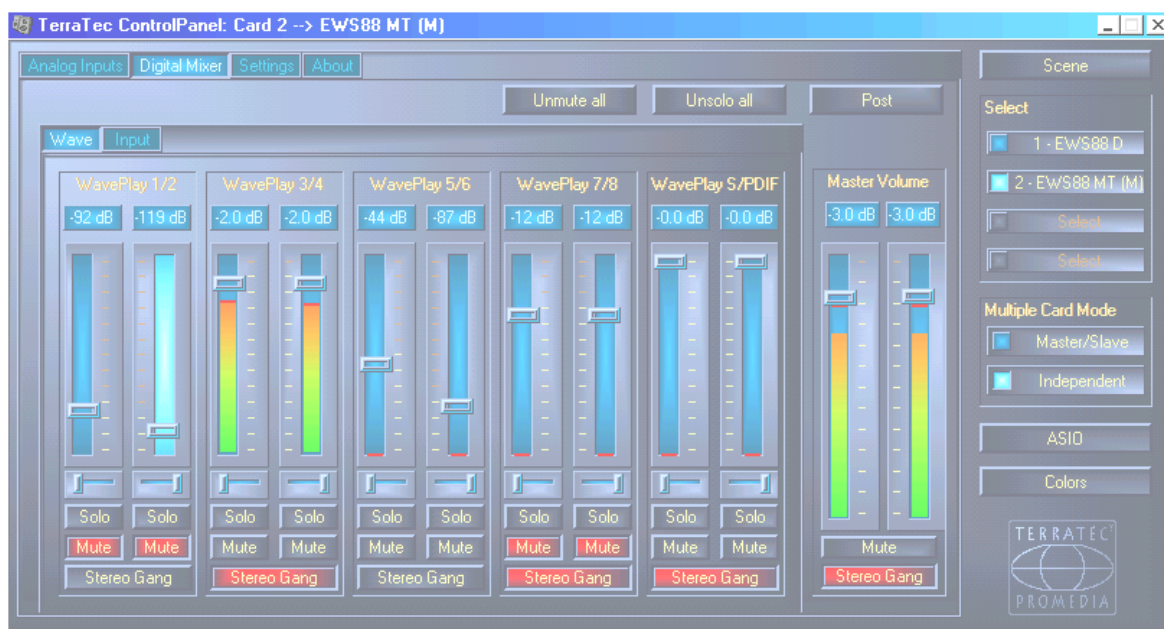 TerraTec ControlPanel: Card 2 --> EWS88 MT (M)
Analog Inputs Digital Mixer Settings About
Unmute all Unsolo all Post
Wave Input
WavePlay 1/2 WavePlay 3/4 WavePlay 5/6 WavePlay 7/8 WavePlay S/PDIF Master Volume
-92 dB -119 dB -2.0 dB -2.0 dB -44 dB -87 dB -12 dB -12 dB -0.0 dB -0.0 dB -3.0 dB -3.0 dB
Solo Solo Solo Solo Solo Solo Solo Solo Solo Solo
Mute Mute Mute Mute Mute Mute Mute Mute Mute Mute Mute
Stereo Gang Stereo Gang Stereo Gang Stereo Gang Stereo Gang Stereo Gang
Scene
Select
1 - EWS88 D
2 - EWS88 MT (M)
Select
Select
Multiple Card Mode
Master/Slave
Independent
ASIO
Colors
TERRATEC
PROMEDIA